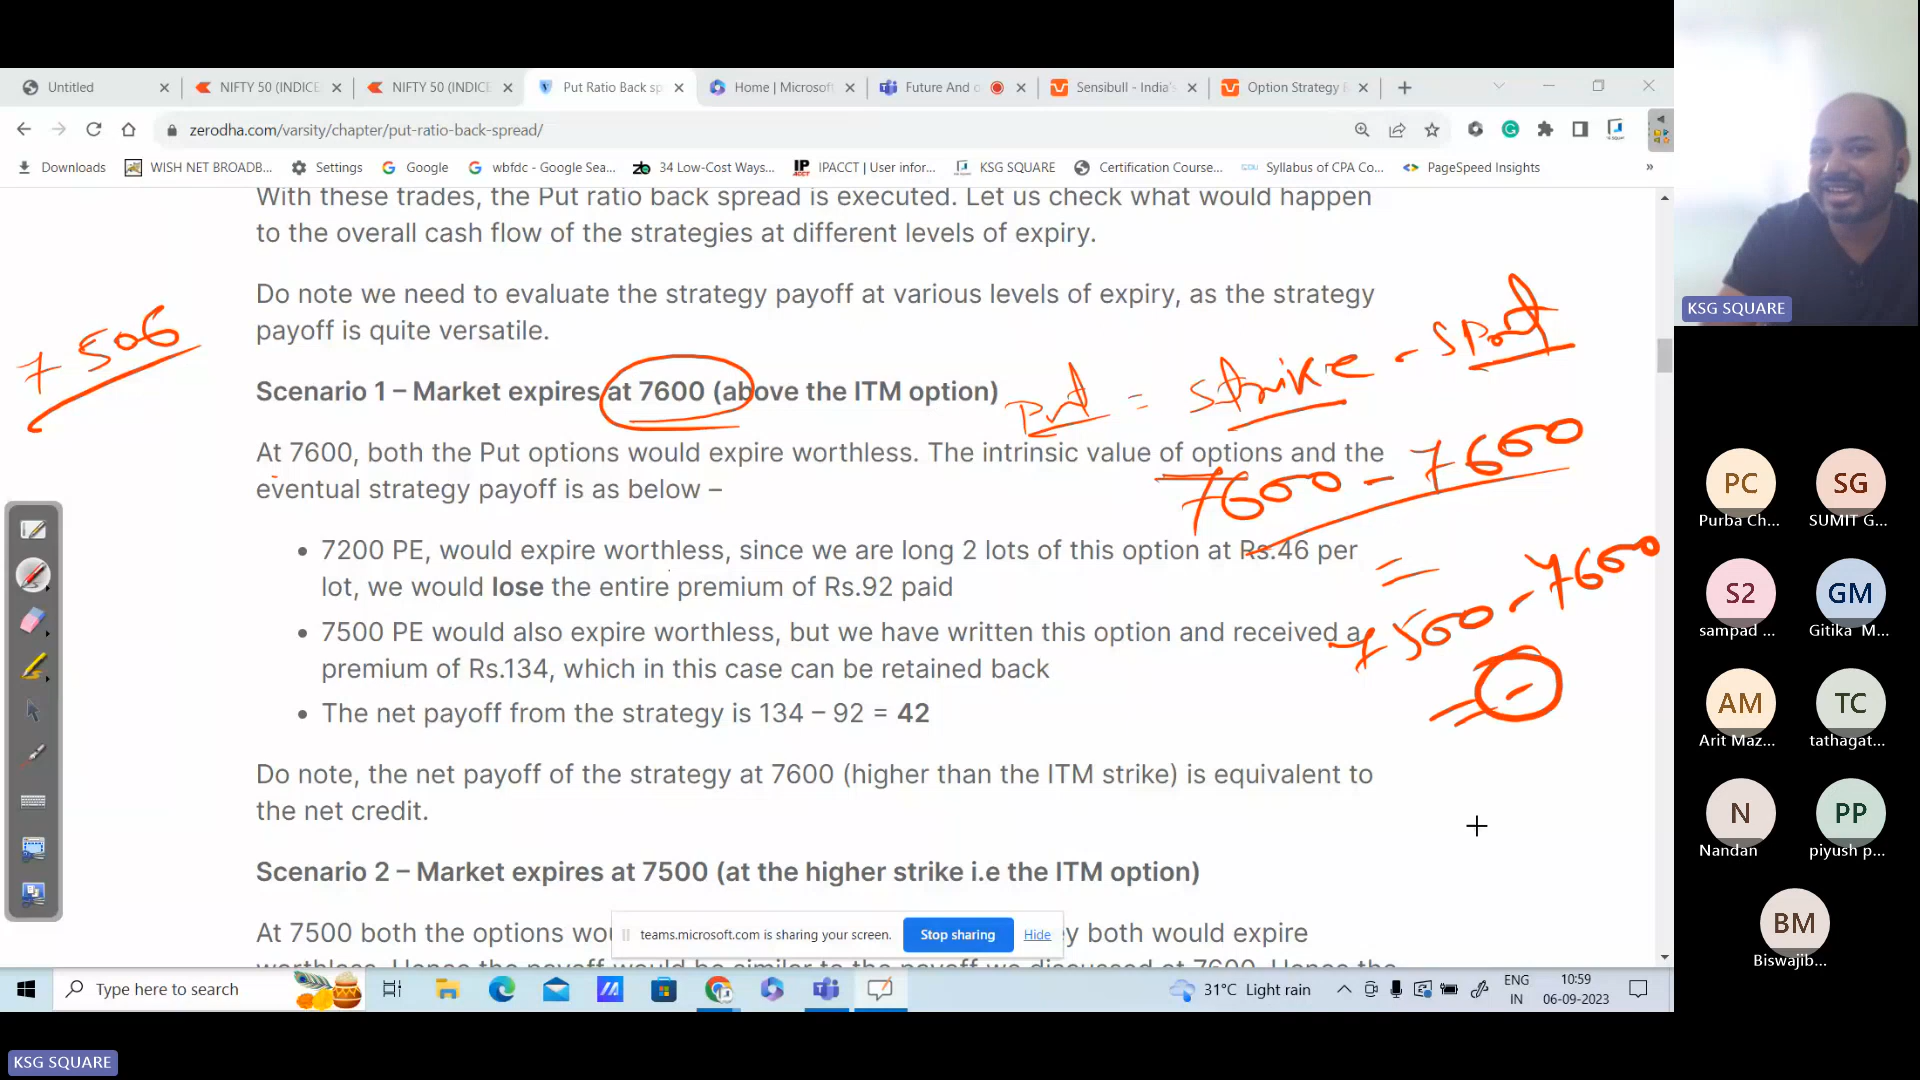 Untitled
NIFTY 50 (INDICE
NIFTY 50 (INDICE
Put Ratio Back sp
Home | Microsoft
Future And o
Sensibull - India's
Option Strategy B
zerodha.com/varsity/chapter/put-ratio-back-spread/
Downloads
WISH NET BROADB...
Settings
Google
wbfdc - Google Sea...
34 Low-Cost Ways...
IPACCT | User infor...
KSG SQUARE
Certification Course...
Syllabus of CPA Co...
PageSpeed Insights
»
With these trades, the Put ratio back spread is executed. Let us check what would happen
to the overall cash flow of the strategies at different levels of expiry.
Do note we need to evaluate the strategy payoff at various levels of expiry, as the strategy
payoff is quite versatile.
7506
Scenario 1 – Market expires at 7600 (above the ITM option)
Put = Strike - Spot
At 7600, both the Put options would expire worthless. The intrinsic value of options and the
eventual strategy payoff is as below –
7600 - 7600
=
7500 - 7600
• 7200 PE, would expire worthless, since we are long 2 lots of this option at Rs.46 per
lot, we would lose the entire premium of Rs.92 paid
• 7500 PE would also expire worthless, but we have written this option and received a
premium of Rs.134, which in this case can be retained back
• The net payoff from the strategy is 134 – 92 = 42
= -
Do note, the net payoff of the strategy at 7600 (higher than the ITM strike) is equivalent to
the net credit.
Scenario 2 – Market expires at 7500 (at the higher strike i.e the ITM option)
At 7500 both the options wou
y both would expire
teams.microsoft.com is sharing your screen.
Stop sharing
Hide
Type here to search
31°C Light rain
ENG
IN
10:59
06-09-2023
KSG SQUARE
PC
Purba Ch...
SG
SUMIT G...
S2
sampad ...
GM
Gitika M...
AM
Arit Maz...
TC
tathagat...
N
Nandan
PP
piyush p...
BM
Biswajib...
KSG SQUARE